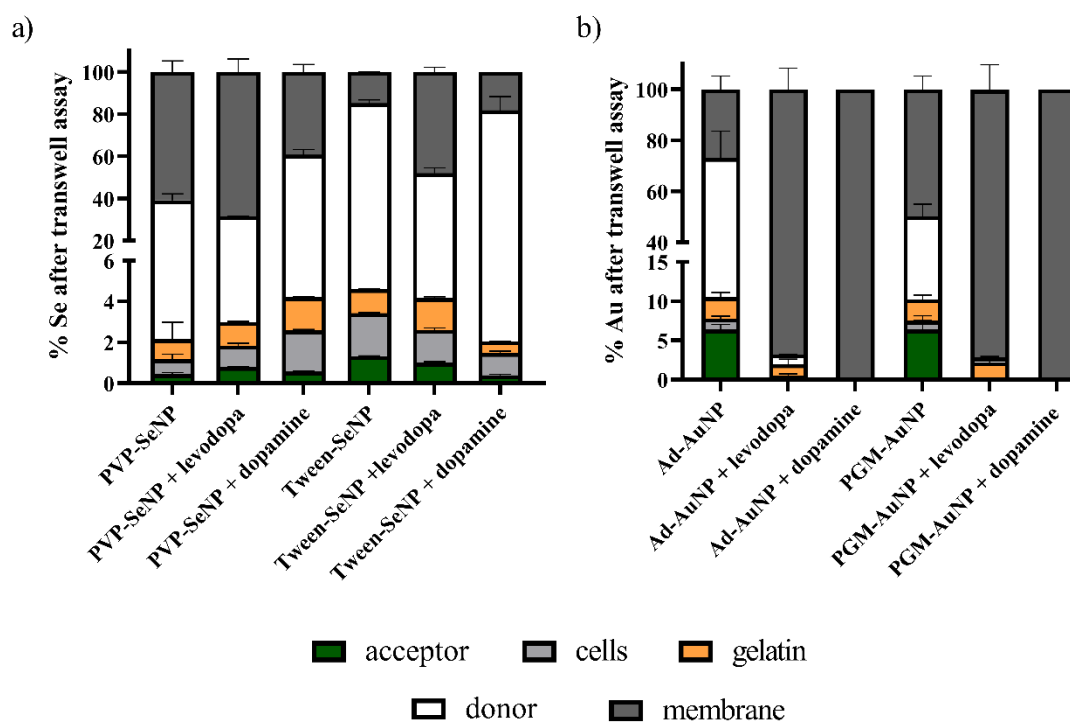 a)
% Se after transwell assay
100
80
60
40
20
6
4
2
0
PVP-SeNP
PVP-SeNP + levodopa
PVP-SeNP + dopamine
Tween-SeNP
Tween-SeNP +levodopa
Tween-SeNP + dopamine
b)
% Au after transwell assay
100
80
60
40
15
10
5
0
Ad-AuNP
Ad-AuNP + levodopa
Ad-AuNP + dopamine
PGM-AuNP
PGM-AuNP + levodopa
PGM-AuNP + dopamine
acceptor cells gelatin
donor membrane